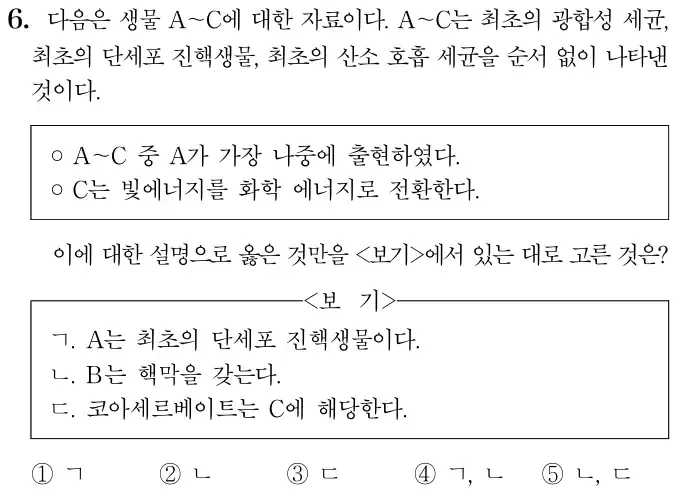 6. 다음은 생물 A~C에 대한 자료이다. A~C는 최초의 광합성 세균,
최초의 단세포 진핵생물, 최초의 산소 호흡 세균을 순서 없이 나타낸
것이다.
○ A~C 중 A가 가장 나중에 출현하였다.
○ C는 빛에너지를 화학 에너지로 전환한다.
이에 대한 설명으로 옳은 것만을 <보기>에서 있는 대로 고른 것은?
<보 기>
ㄱ. A는 최초의 단세포 진핵생물이다.
ㄴ. B는 핵막을 갖는다.
ㄷ. 코아세르베이트는 C에 해당한다.
① ㄱ ② ㄴ ③ ㄷ ④ ㄱ, ㄴ ⑤ ㄴ, ㄷ